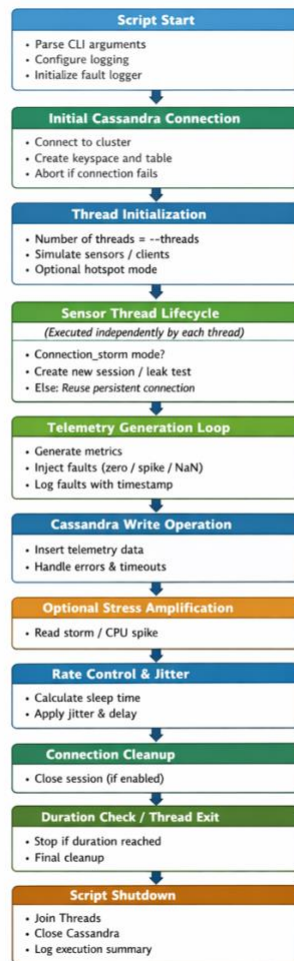 Script Start
• Parse CLI arguments
• Configure logging
• Initialize fault logger
Initial Cassandra Connection
• Connect to cluster
• Create keyspace and table
• Abort if connection fails
Thread Initialization
• Number of threads = --threads
• Simulate sensors / clients
• Optional hotspot mode
Sensor Thread Lifecycle
(Executed independently by each thread)
• Connection_storm mode?
• Create new session / leak test
• Else: Reuse persistent connection
Telemetry Generation Loop
• Generate metrics
• Inject faults (zero / spike / NaN)
• Log faults with timestamp
Cassandra Write Operation
• Insert telemetry data
• Handle errors & timeouts
Optional Stress Amplification
• Read storm / CPU spike
Rate Control & Jitter
• Calculate sleep time
• Apply jitter & delay
Connection Cleanup
• Close session (if enabled)
Duration Check / Thread Exit
• Stop if duration reached
• Final cleanup
Script Shutdown
• Join Threads
• Close Cassandra
• Log execution summary